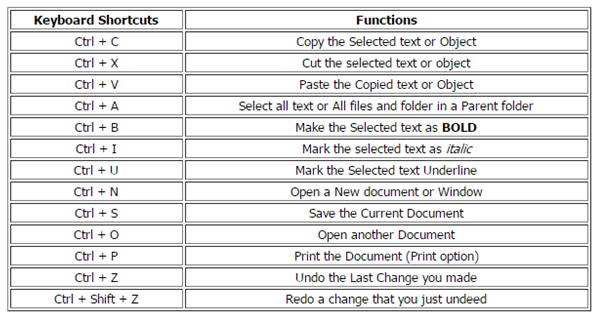 Keyboard Shortcuts Functions
Ctrl + C Copy the Selected text or Object
Ctrl + X Cut the selected text or object
Ctrl + V Paste the Copied text or Object
Ctrl + A Select all text or All files and folder in a Parent folder
Ctrl + B Make the Selected text as BOLD
Ctrl + I Mark the selected text as italic
Ctrl + U Mark the Selected text Underline
Ctrl + N Open a New document or Window
Ctrl + S Save the Current Document
Ctrl + O Open another Document
Ctrl + P Print the Document (Print option)
Ctrl + Z Undo the Last Change you made
Ctrl + Shift + Z Redo a change that you just undeed